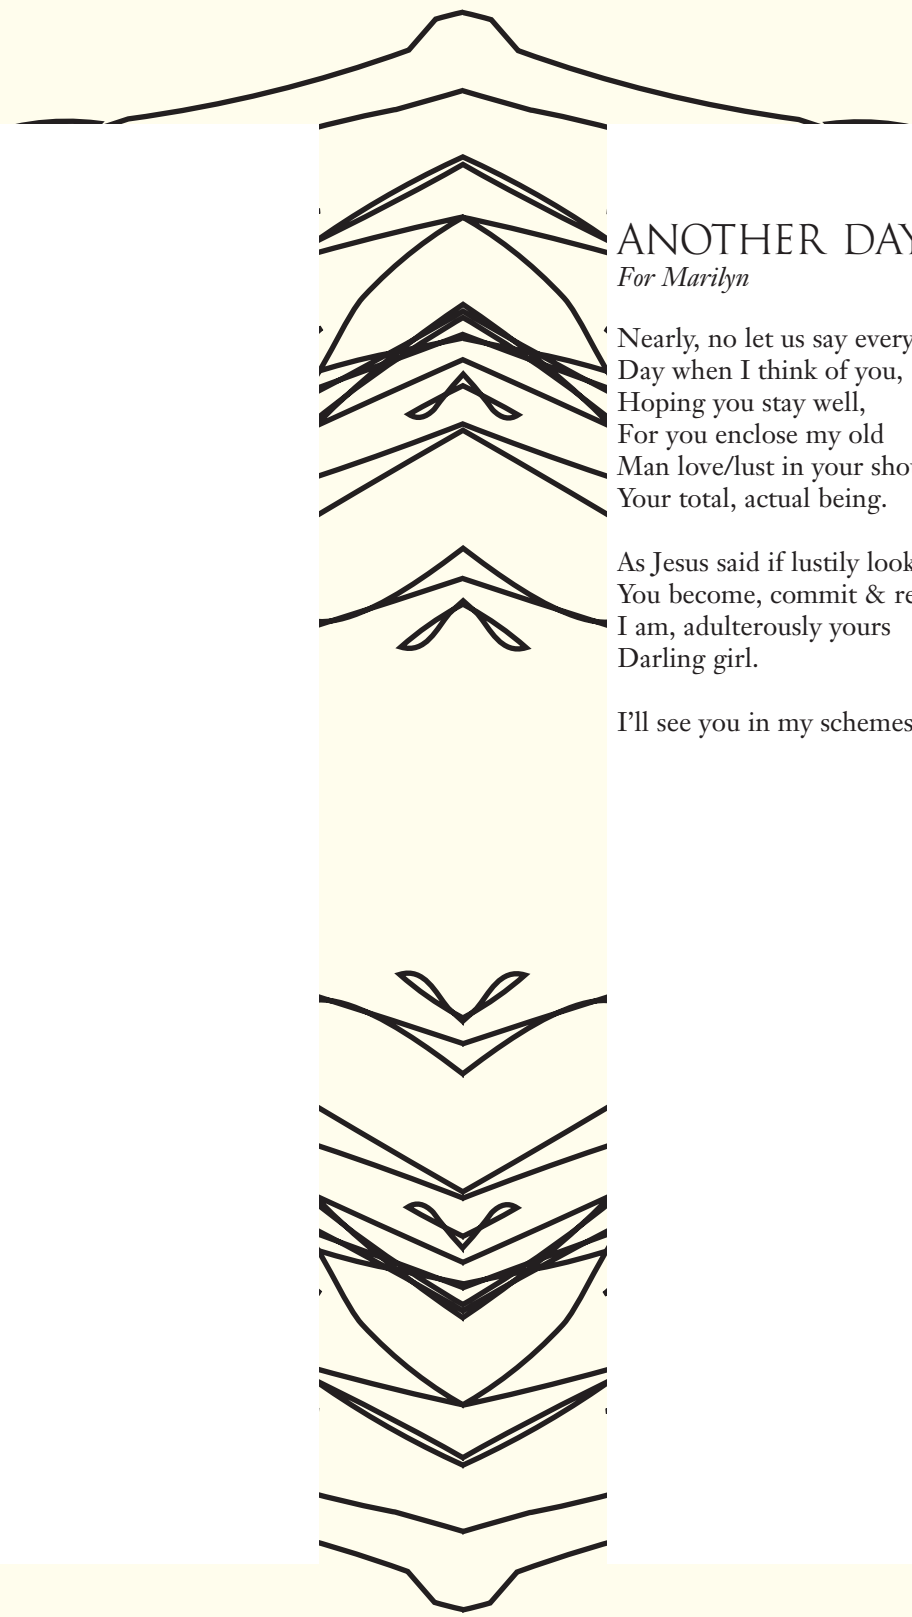 ANOTHER DAY
For Marilyn
Nearly, no let us say every
Day when I think of you,
Hoping you stay well,
For you enclose my old
Man love/lust in your
Your total, actual being.
As Jesus said if lustily look
You become, commit &
I am, adulterously yours
Darling girl.
I’ll see you in my schemes